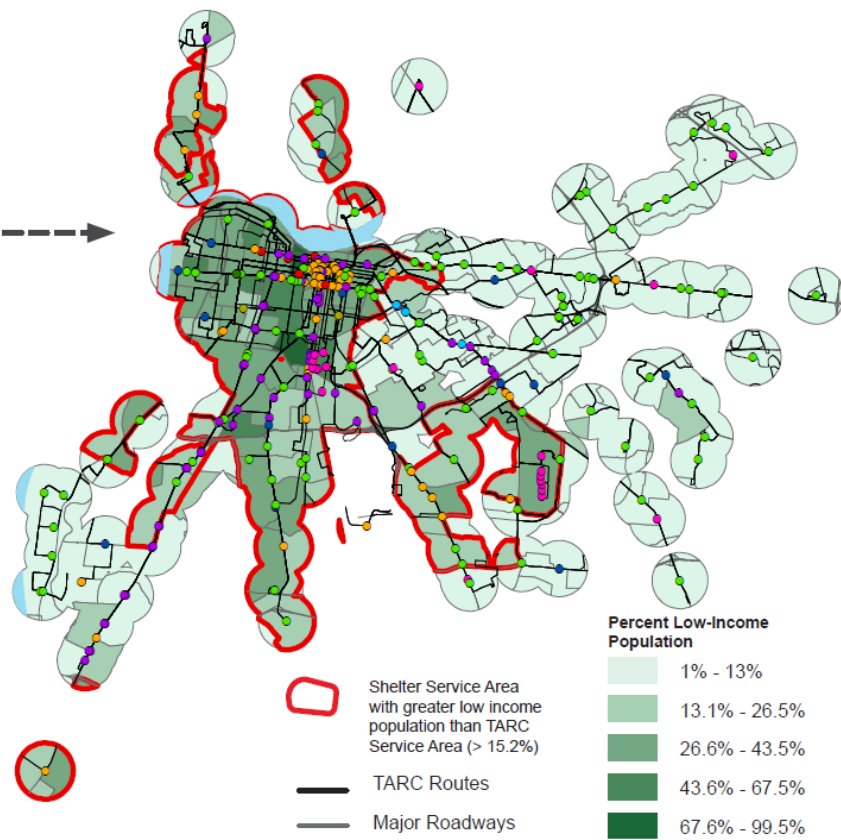 Shelter Service Area
with greater low income
population than TARC
Service Area (> 15.2%)
TARC Routes
Major Roadways
Percent Low-Income
Population
1% - 13%
13.1% - 26.5%
26.6% - 43.5%
43.6% - 67.5%
67.6% - 99.5%